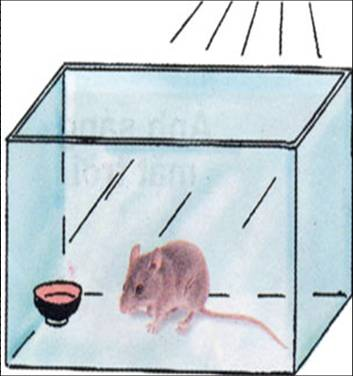 Ánh sáng
mặt trời